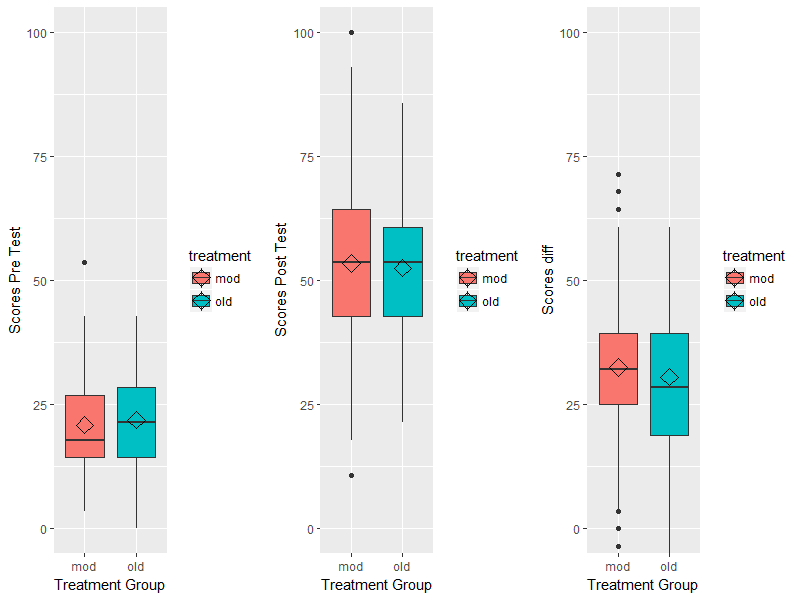 Scores Pre Test
100
75
50
25
0
mod old
Treatment Group
treatment
mod
old
Scores Post Test
100
75
50
25
0
mod old
Treatment Group
treatment
mod
old
Scores diff
100
75
50
25
0
mod old
Treatment Group
treatment
mod
old